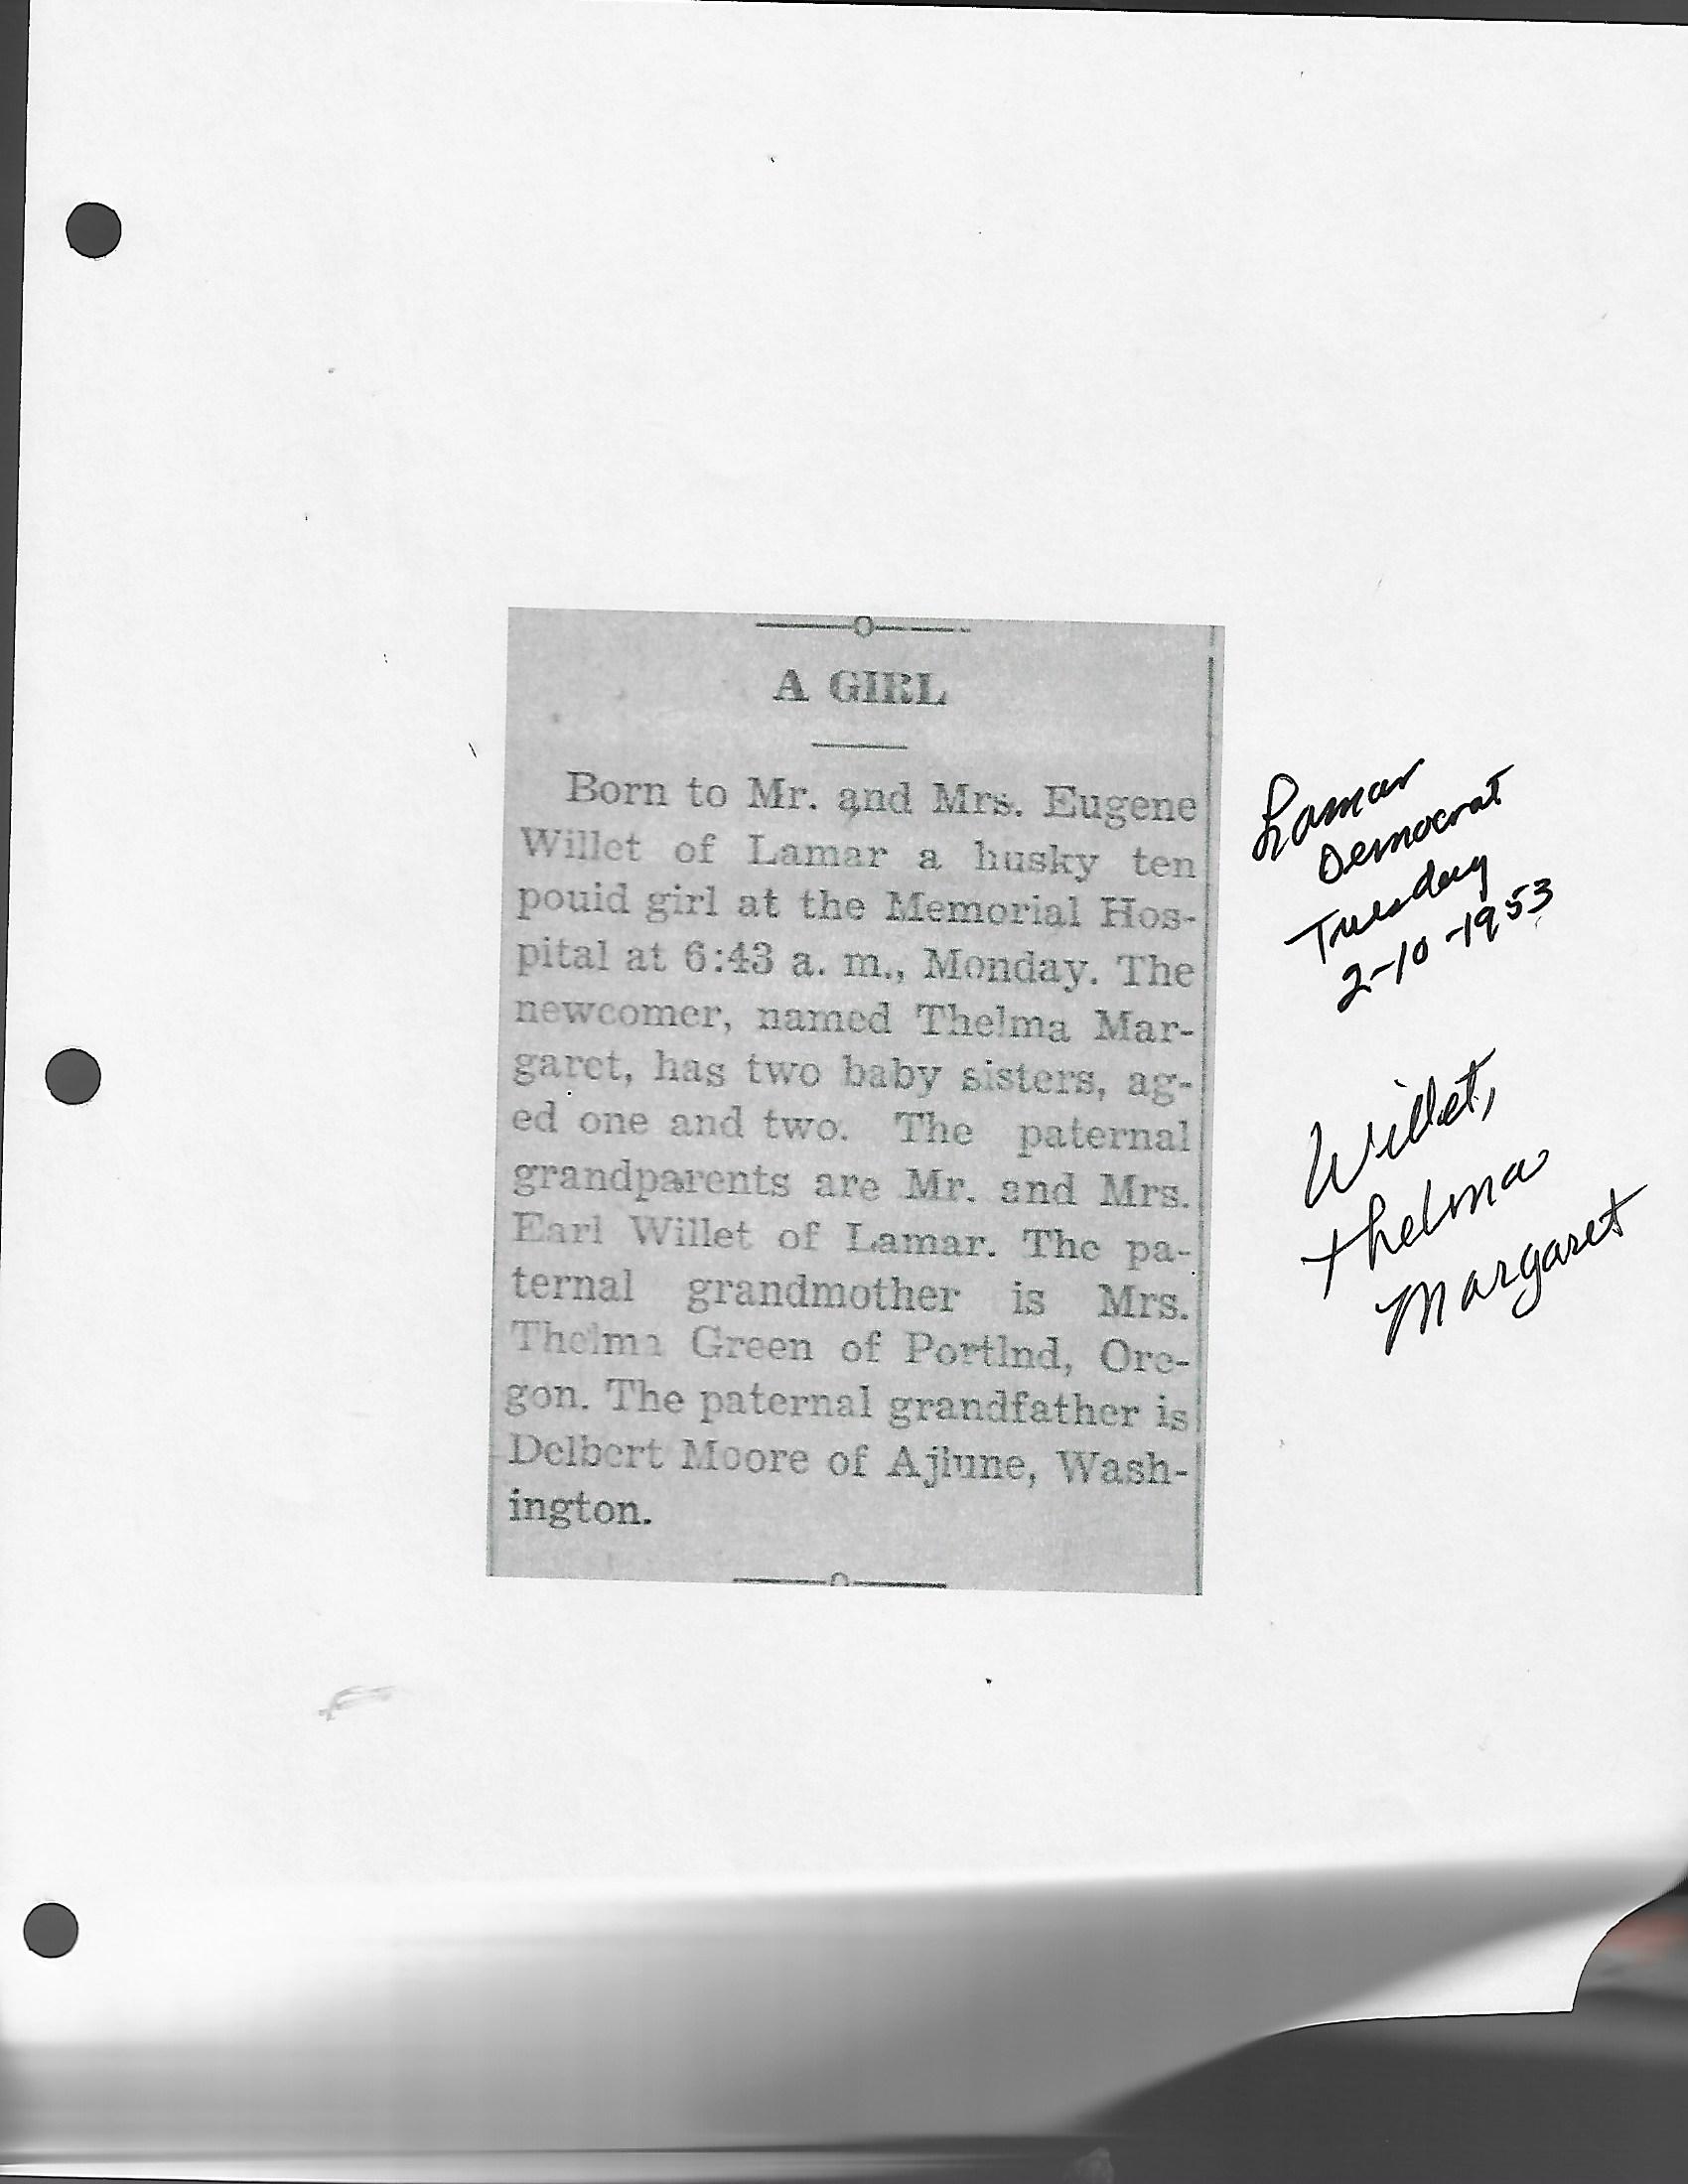 A GIRL
Born to Mr. and Mrs. Eugene
Willet of Lamar a husky ten
pouid girl at the Memorial Hos-
pital at 6:43 a. m., Monday. The
newcomer, named Thelma Mar-
garet, has two baby sisters, ag-
ed one and two. The paternal
grandparents are Mr. and Mrs.
Earl Willet of Lamar. The pa-
ternal grandmother is Mrs.
Thelma Green of Portlnd, Ore-
gon. The paternal grandfather is
Delbert Moore of Ajlune, Wash-
ington.
Lamar
Democrat
Tuesday
2-10-1953
Willet,
Thelma
Margaret